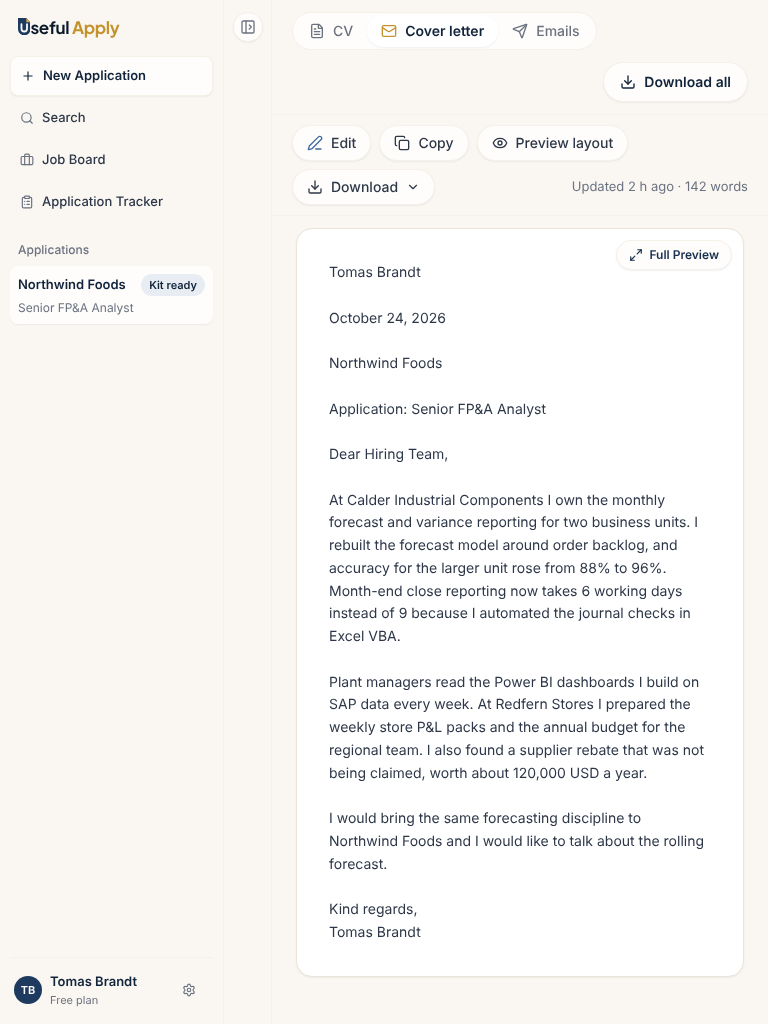 Useful Apply
New Application
Search
Job Board
Application Tracker
Applications
Northwind Foods
Kit ready
Senior FP&A Analyst
TB
Tomas Brandt
Free plan
CV
Cover letter
Emails
Download all
Edit
Copy
Preview layout
Download
Updated 2 h ago · 142 words
Full Preview
Tomas Brandt
October 24, 2026
Northwind Foods
Application: Senior FP&A Analyst
Dear Hiring Team,
At Calder Industrial Components I own the monthly
forecast and variance reporting for two business units. I
rebuilt the forecast model around order backlog, and
accuracy for the larger unit rose from 88% to 96%.
Month-end close reporting now takes 6 working days
instead of 9 because I automated the journal checks in
Excel VBA.
Plant managers read the Power BI dashboards I build on
SAP data every week. At Redfern Stores I prepared the
weekly store P&L packs and the annual budget for the
regional team. I also found a supplier rebate that was not
being claimed, worth about 120,000 USD a year.
I would bring the same forecasting discipline to
Northwind Foods and I would like to talk about the rolling
forecast.
Kind regards,
Tomas Brandt